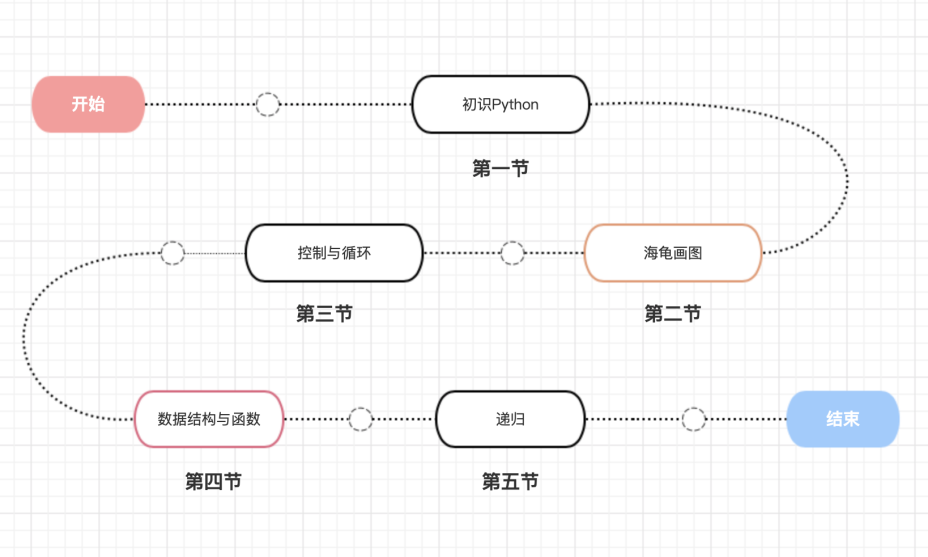 开始
初识Python
第一节
海龟画图
第二节
控制与循环
第三节
数据结构与函数
第四节
递归
第五节
结束